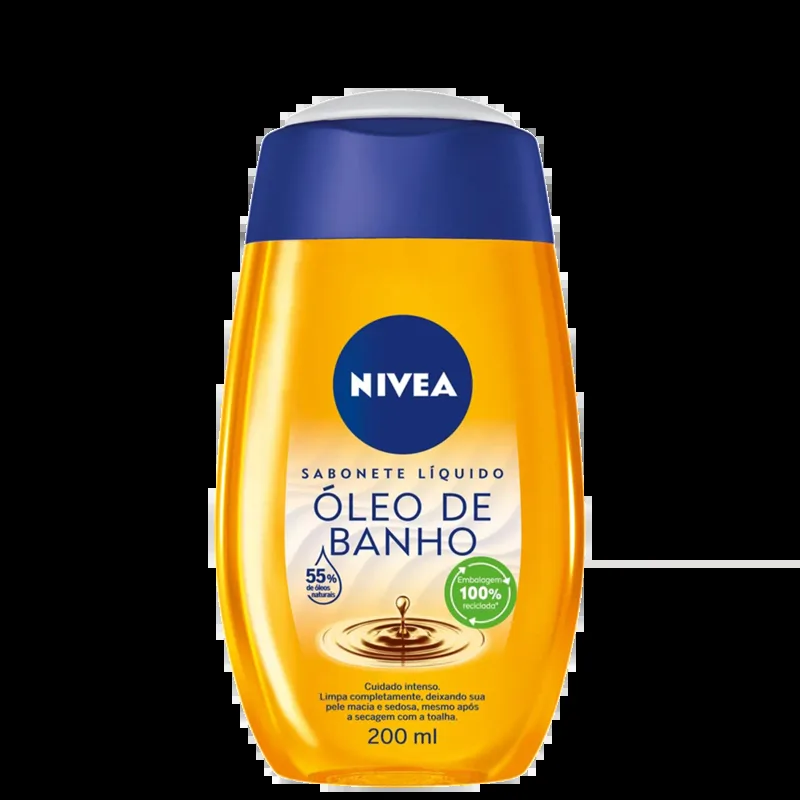 NIVEA
SABONETE LÍQUIDO
ÓLEO DE
BANHO
55%
de óleos
naturais
Embalagem
100%
reciclada*
Cuidado intenso.
Limpa completamente, deixando sua
pele macia e sedosa, mesmo após
a secagem com a toalha.
200 ml